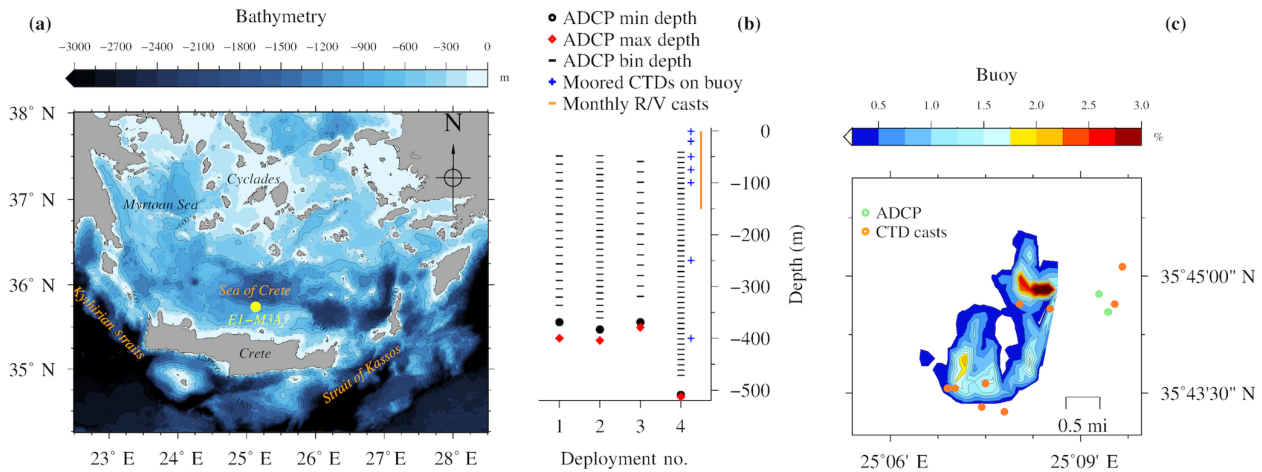 (a)
Bathymetry
−3000 −2700 −2400 −2100 −1800 −1500 −1200 −900 −600 −300 0
m
38° N
37° N
36° N
35° N
23° E 24° E 25° E 26° E 27° E 28° E
N
Cyclades
Myrtoan Sea
Sea of Crete
E1−M3A
Crete
Kythirian straits
Strait of Kassos
(b)
ADCP min depth
ADCP max depth
ADCP bin depth
Moored CTDs on buoy
Monthly R/V casts
0
−100
−200
−300
−400
−500
Depth (m)
1 2 3 4
Deployment no.
(c)
Buoy
0.5 1.0 1.5 2.0 2.5 3.0
%
ADCP
CTD casts
35°45′00″ N
35°43′30″ N
0.5 mi
25°06′ E 25°09′ E